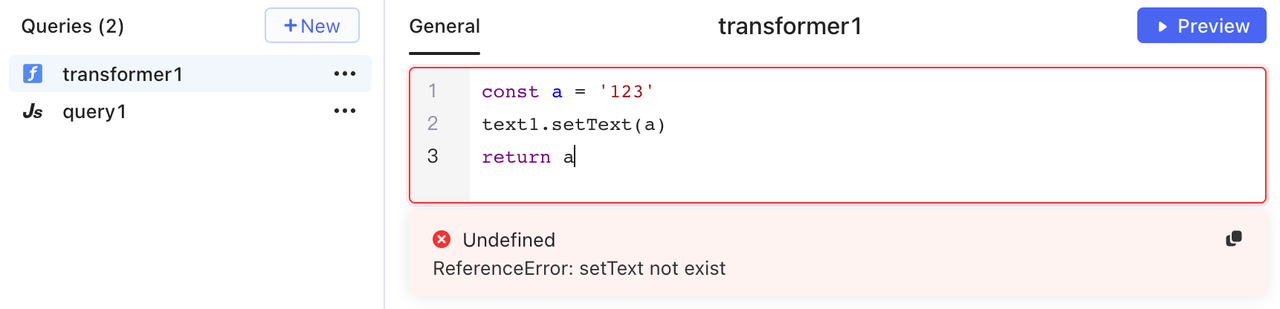 Queries (2)
+ New
transformer1
query1
General
transformer1
Preview
1 const a = '123'
2 text1.setText(a)
3 return a
Undefined
ReferenceError: setText not exist